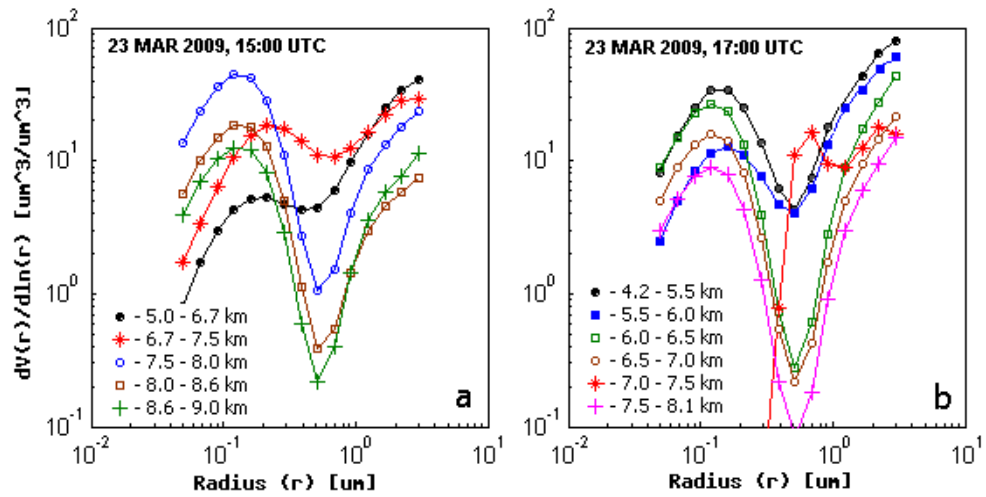 23 MAR 2009, 15:00 UTC
dV(r)/dln(r) [um^3/um^3]
10^2
10^1
10^0
10^-1
- 5.0 - 6.7 km
- 6.7 - 7.5 km
- 7.5 - 8.0 km
- 8.0 - 8.6 km
- 8.6 - 9.0 km
a
10^-2
10^-1
10^0
10^1
Radius (r) [um]
23 MAR 2009, 17:00 UTC
10^2
10^1
10^0
10^-1
- 4.2 - 5.5 km
- 5.5 - 6.0 km
- 6.0 - 6.5 km
- 6.5 - 7.0 km
- 7.0 - 7.5 km
- 7.5 - 8.1 km
b
10^-2
10^-1
10^0
10^1
Radius (r) [um]